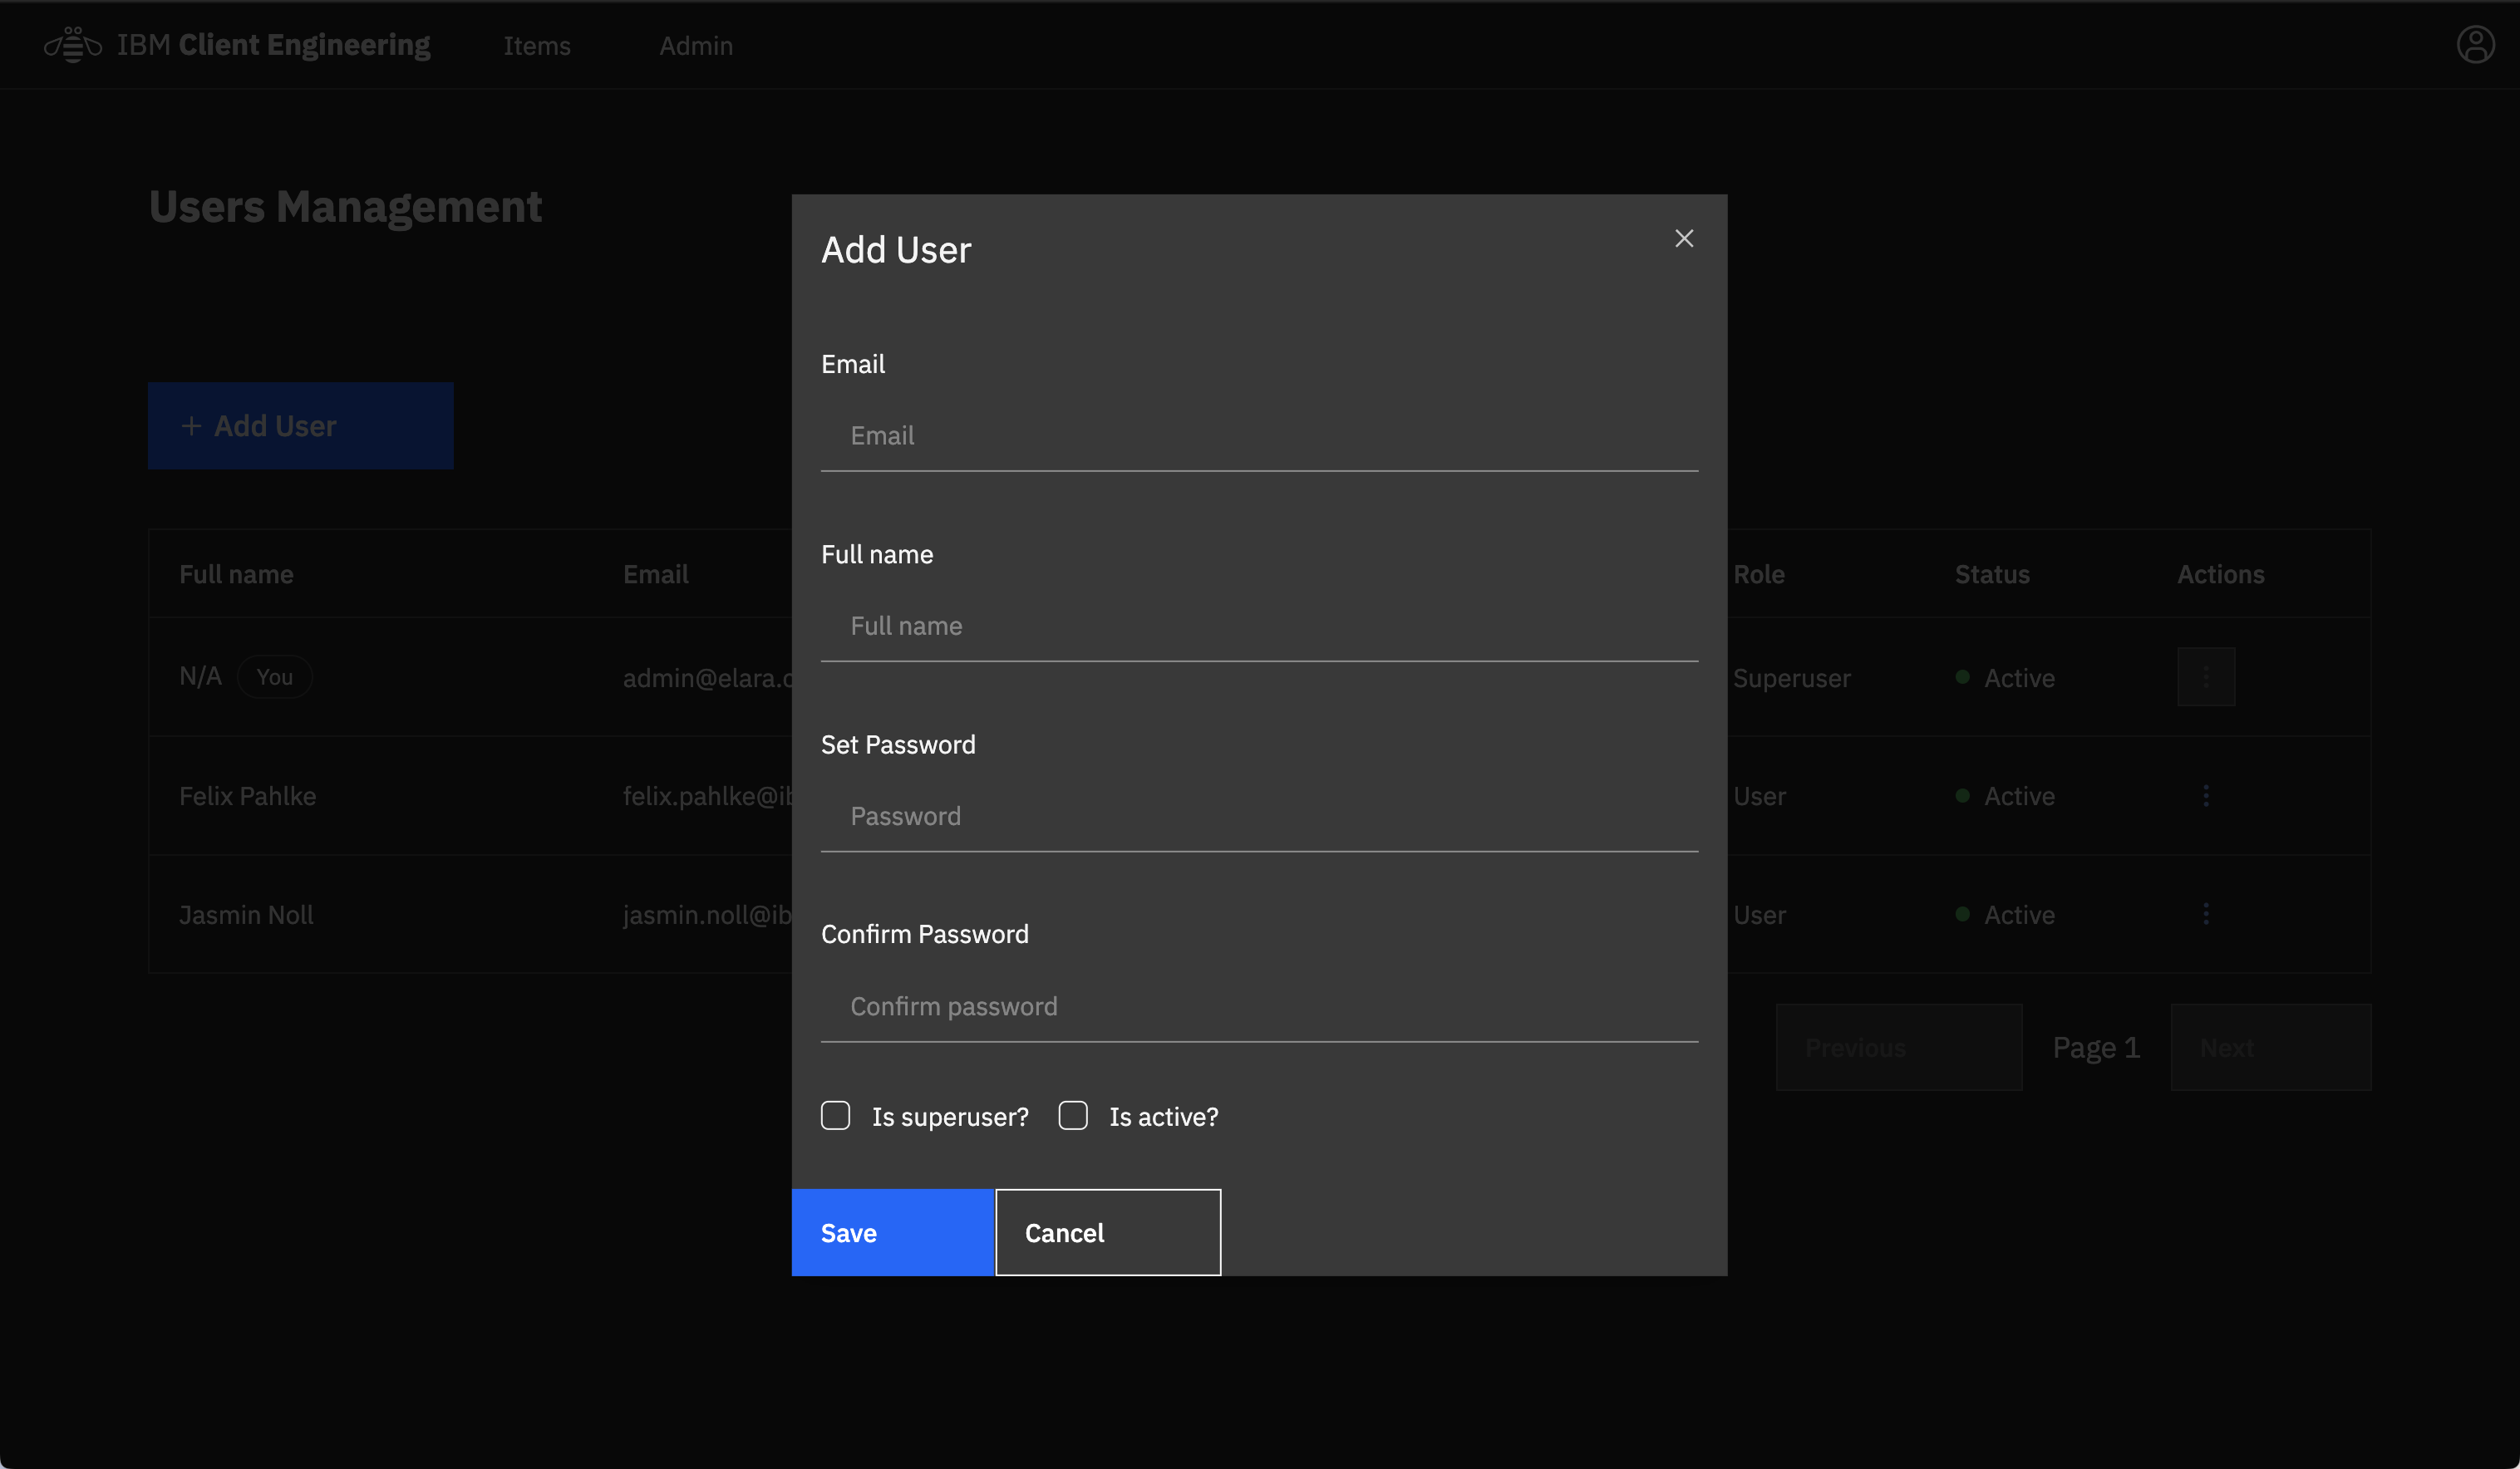 IBM Client Engineering Items Admin
Users Management
+ Add User
Full name Email Role Status Actions
N/A You admin@elara. Superuser Active
Felix Pahlke felix.pahlke@ib User Active
Jasmin Noll jasmin.noll@ib User Active
Previous Page 1 Next
Add User
Email
Email
Full name
Full name
Set Password
Password
Confirm Password
Confirm password
Is superuser? Is active?
Save Cancel